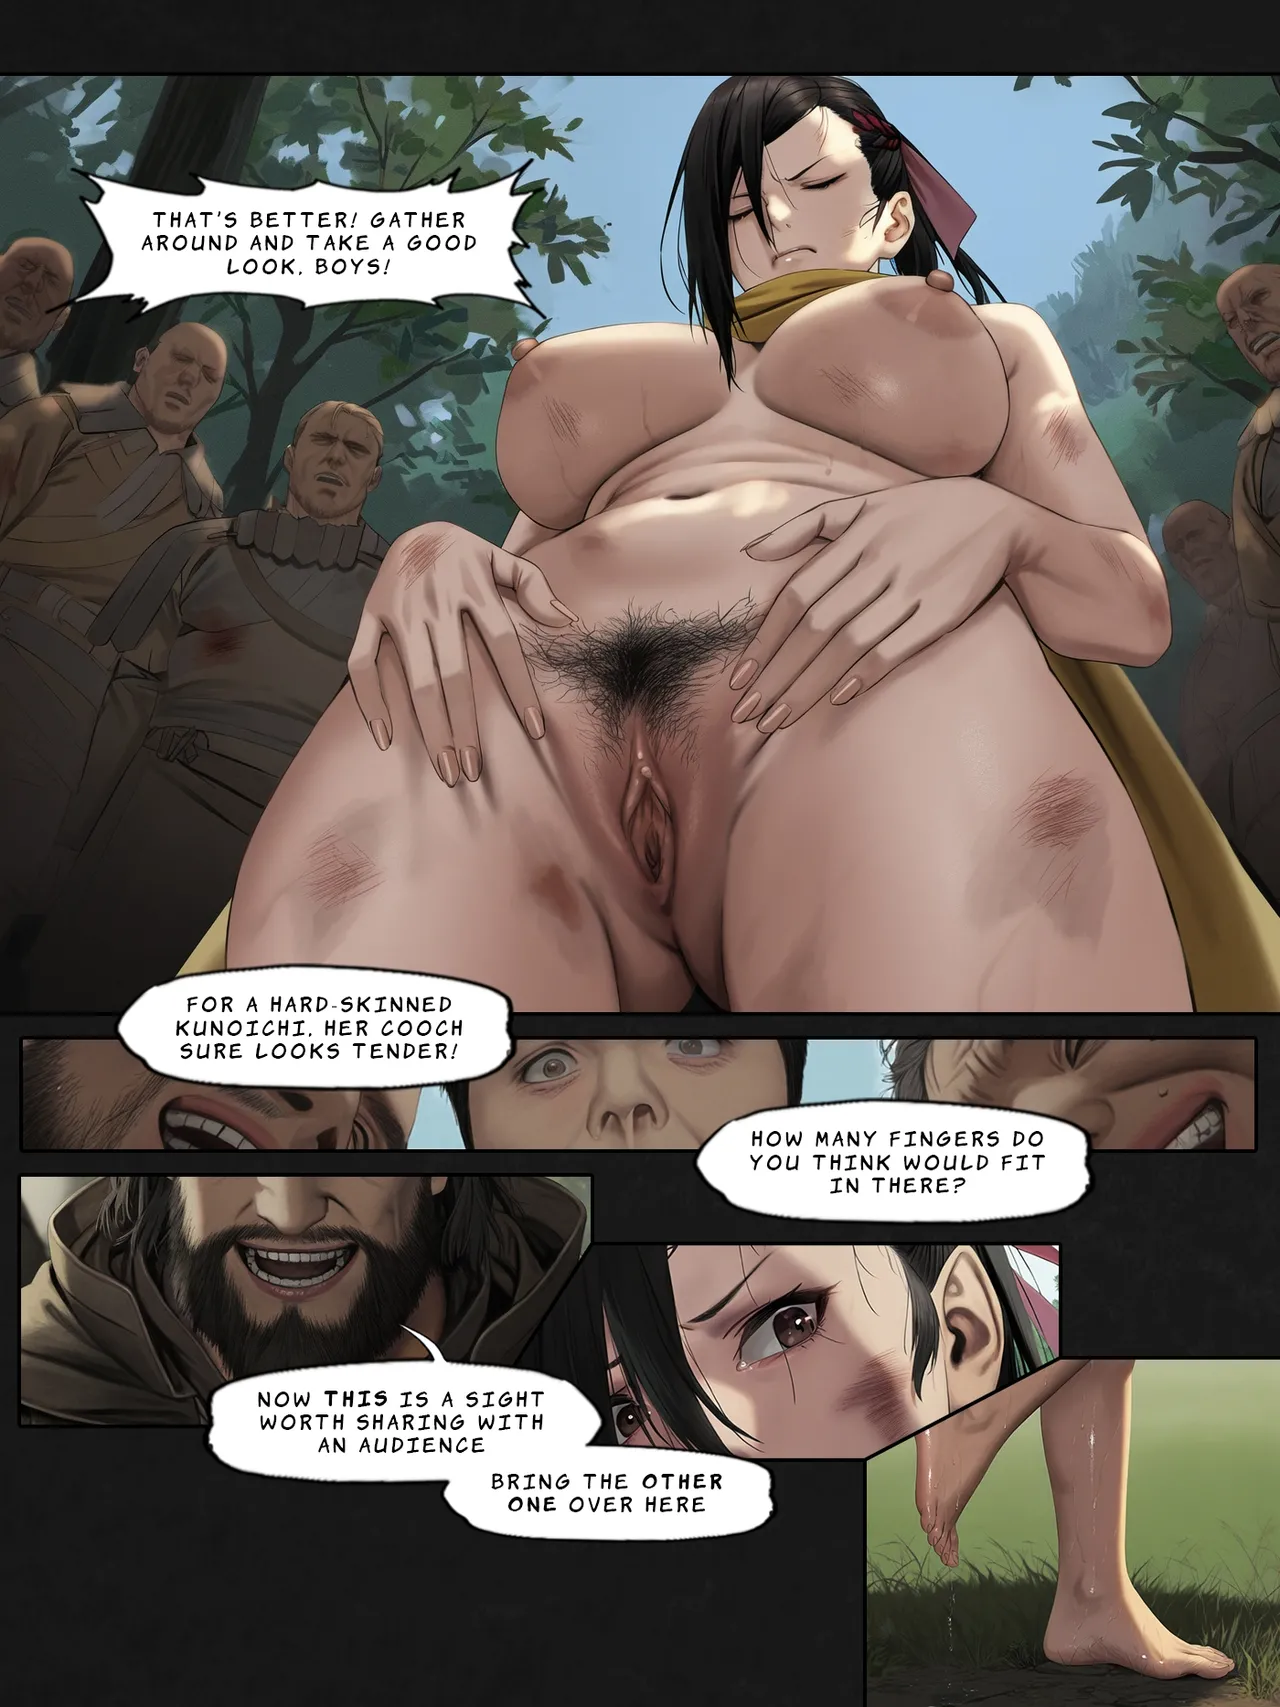 THAT'S BETTER! GATHER
AROUND AND TAKE A GOOD
LOOK, BOYS!
FOR A HARD-SKINNED
KUNOICHI, HER COOCH
SURE LOOKS TENDER!
HOW MANY FINGERS DO
YOU THINK WOULD FIT
IN THERE?
NOW THIS IS A SIGHT
WORTH SHARING WITH
AN AUDIENCE
BRING THE OTHER
ONE OVER HERE